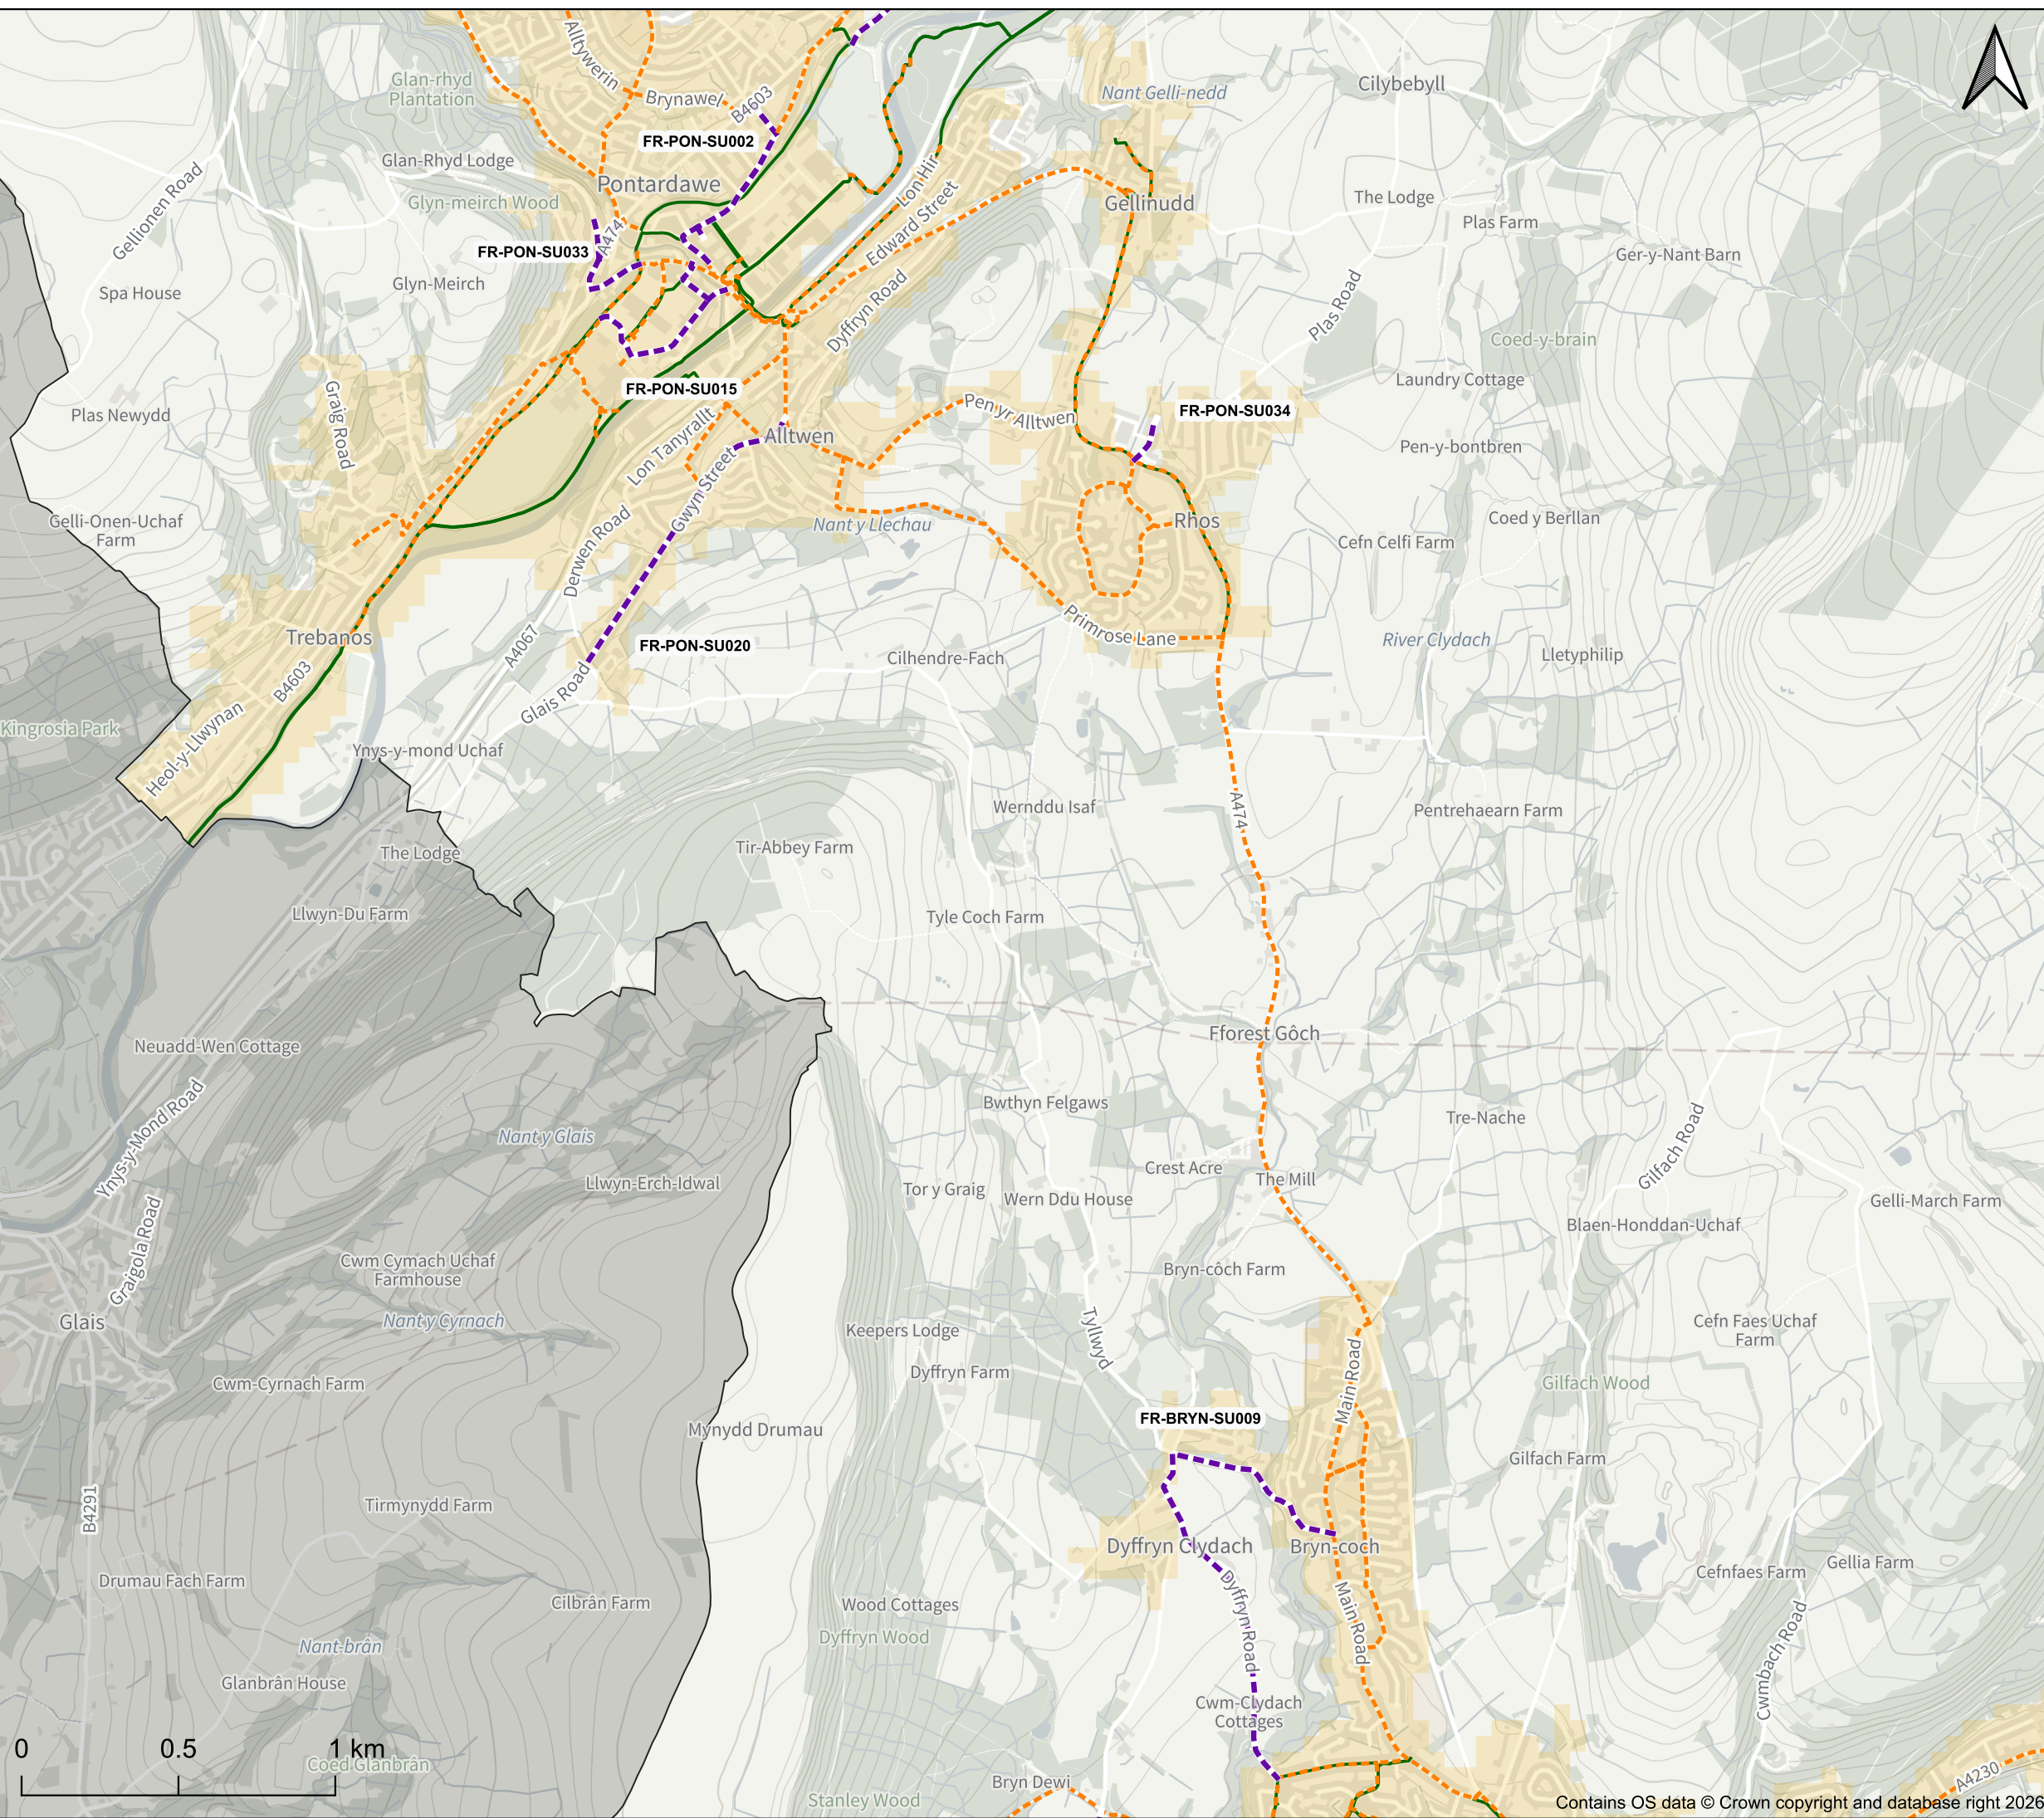 Alltywerin
Glan-rhyd
Plantation
Brynawel
B4603
Nant Gelli-nedd
Cilybebyll
FR-PON-SU002
Glan-Rhyd Lodge
Gellionen Road
Pontardawe
Lon Hir
Glyn-meirch Wood
Edward Street
Gellinudd
The Lodge
Plas Farm
FR-PON-SU033
A474
Ger-y-Nant Barn
Spa House
Glyn-Meirch
Dyffryn Road
Plas Road
Coed-y-brain
Graig Road
FR-PON-SU015
Laundry Cottage
Plas Newydd
Pen yr Alltwen
FR-PON-SU034
Alltwen
Lon Tanyrallt
Pen-y-bontbren
Gwyn Street
Gelli-Onen-Uchaf
Farm
Nant y Llechau
Rhos
Coed y Berllan
Derwen Road
Cefn Celfi Farm
Trebanos
A4067
FR-PON-SU020
Primrose Lane
River Clydach
Cilhendre-Fach
Lletyphilip
B4603
Glais Road
Kingrosia Park
Heol-y-Llwynan
Ynys-y-mond Uchaf
Wernddu Isaf
A474
Pentrehaearn Farm
The Lodge
Tir-Abbey Farm
Llwyn-Du Farm
Tyle Coch Farm
Fforest Gôch
Neuadd-Wen Cottage
Ynys-y-Mond Road
Bwthyn Felgaws
Tre-Nache
Gilfach Road
Nant y Glais
Crest Acre
The Mill
Llwyn-Erch-Idwal
Tor y Graig
Wern Ddu House
Gelli-March Farm
Graigola Road
Blaen-Honddan-Uchaf
Cwm Cymach Uchaf
Farmhouse
Bryn-côch Farm
Glais
Nant y Cyrnach
Keepers Lodge
Tyllwyd
Cefn Faes Uchaf
Farm
Cwm-Cyrnach Farm
Dyffryn Farm
Main Road
Gilfach Wood
Mynydd Drumau
FR-BRYN-SU009
Gilfach Farm
B4291
Tirmynydd Farm
Dyffryn Clydach
Bryn-coch
Gellia Farm
Cefnfaes Farm
Drumau Fach Farm
Cilbrân Farm
Wood Cottages
Dyffryn Road
Main Road
Dyffryn Wood
Nant-brân
Cwmbach Road
Glanbrân House
Cwm-Clydach
Cottages
0 0.5 1 km
Coed Glanbrân
Bryn Dewi
A4230
Stanley Wood
Contains OS data © Crown copyright and database right 2026